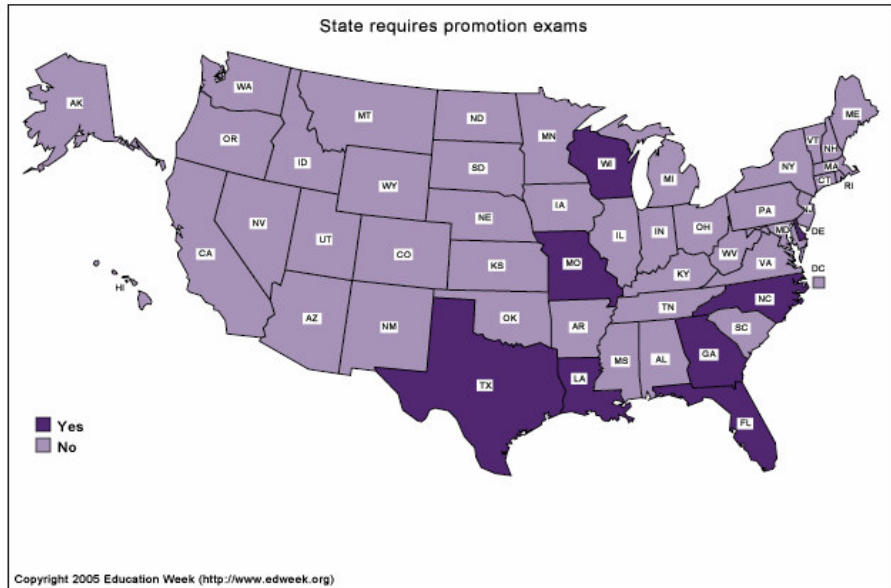 State requires promotion exams
AK
WA
MT
ND
MN
ME
OR
ID
WY
SD
WI
MI
NY
VT
NH
MA
CT
RI
NV
UT
CO
NE
IA
IL
IN
OH
PA
NJ
MD
DE
CA
KS
MO
KY
WV
VA
DC
HI
AZ
NM
OK
AR
TN
NC
SC
TX
LA
MS
AL
GA
FL
Yes
No
Copyright 2005 Education Week (http://www.edweek.org)